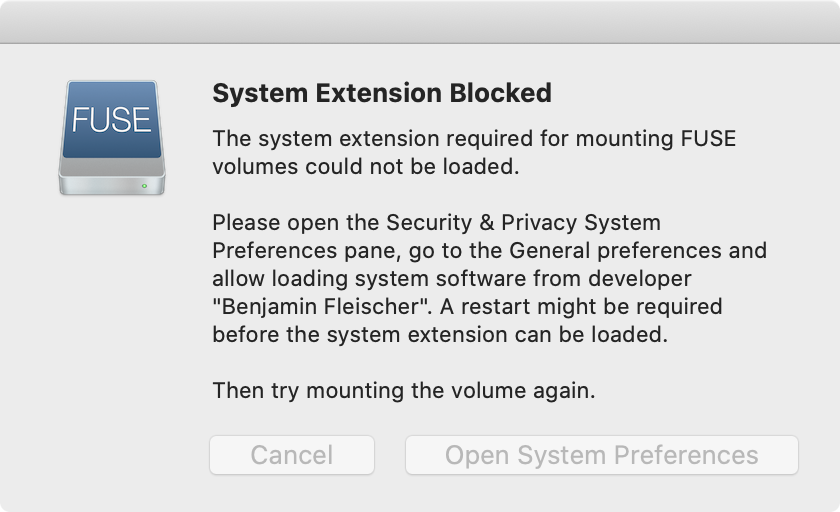 FUSE
System Extension Blocked
The system extension required for mounting FUSE
volumes could not be loaded.
Please open the Security & Privacy System
Preferences pane, go to the General preferences and
allow loading system software from developer
"Benjamin Fleischer". A restart might be required
before the system extension can be loaded.
Then try mounting the volume again.
Cancel
Open System Preferences